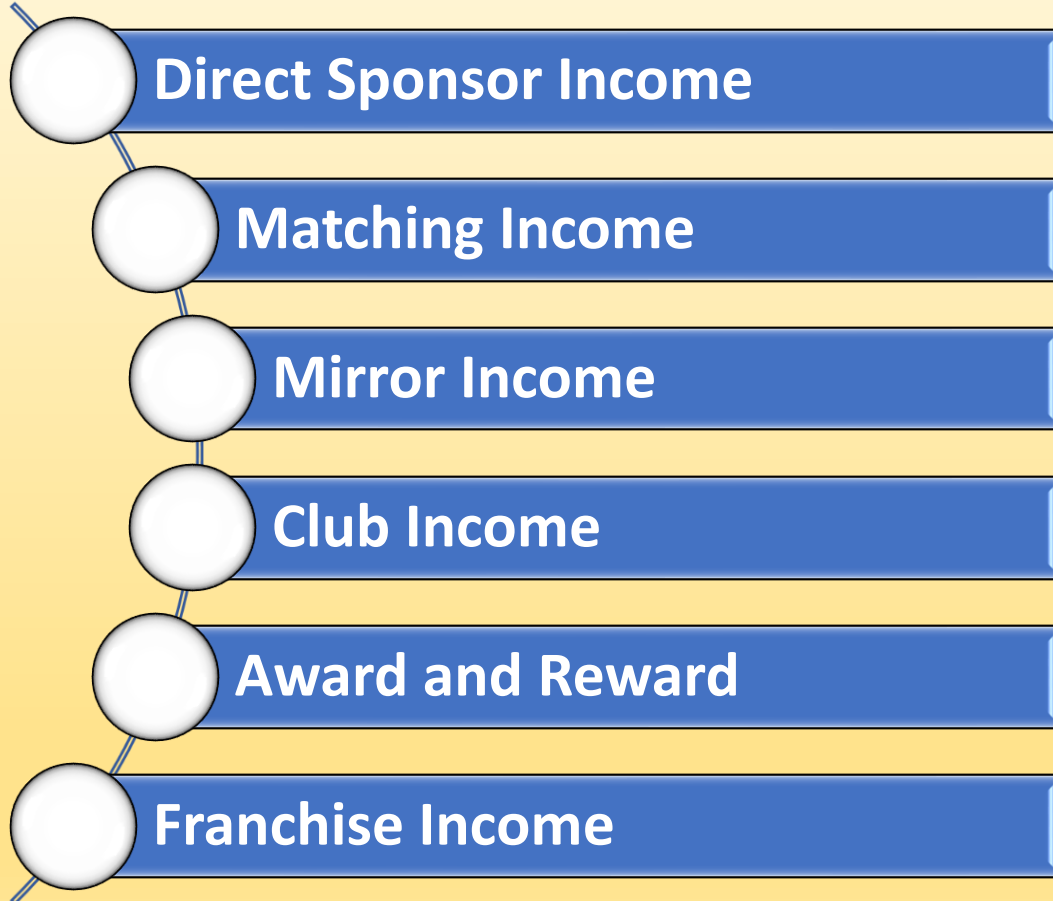 Direct Sponsor Income
Matching Income
Mirror Income
Club Income
Award and Reward
Franchise Income